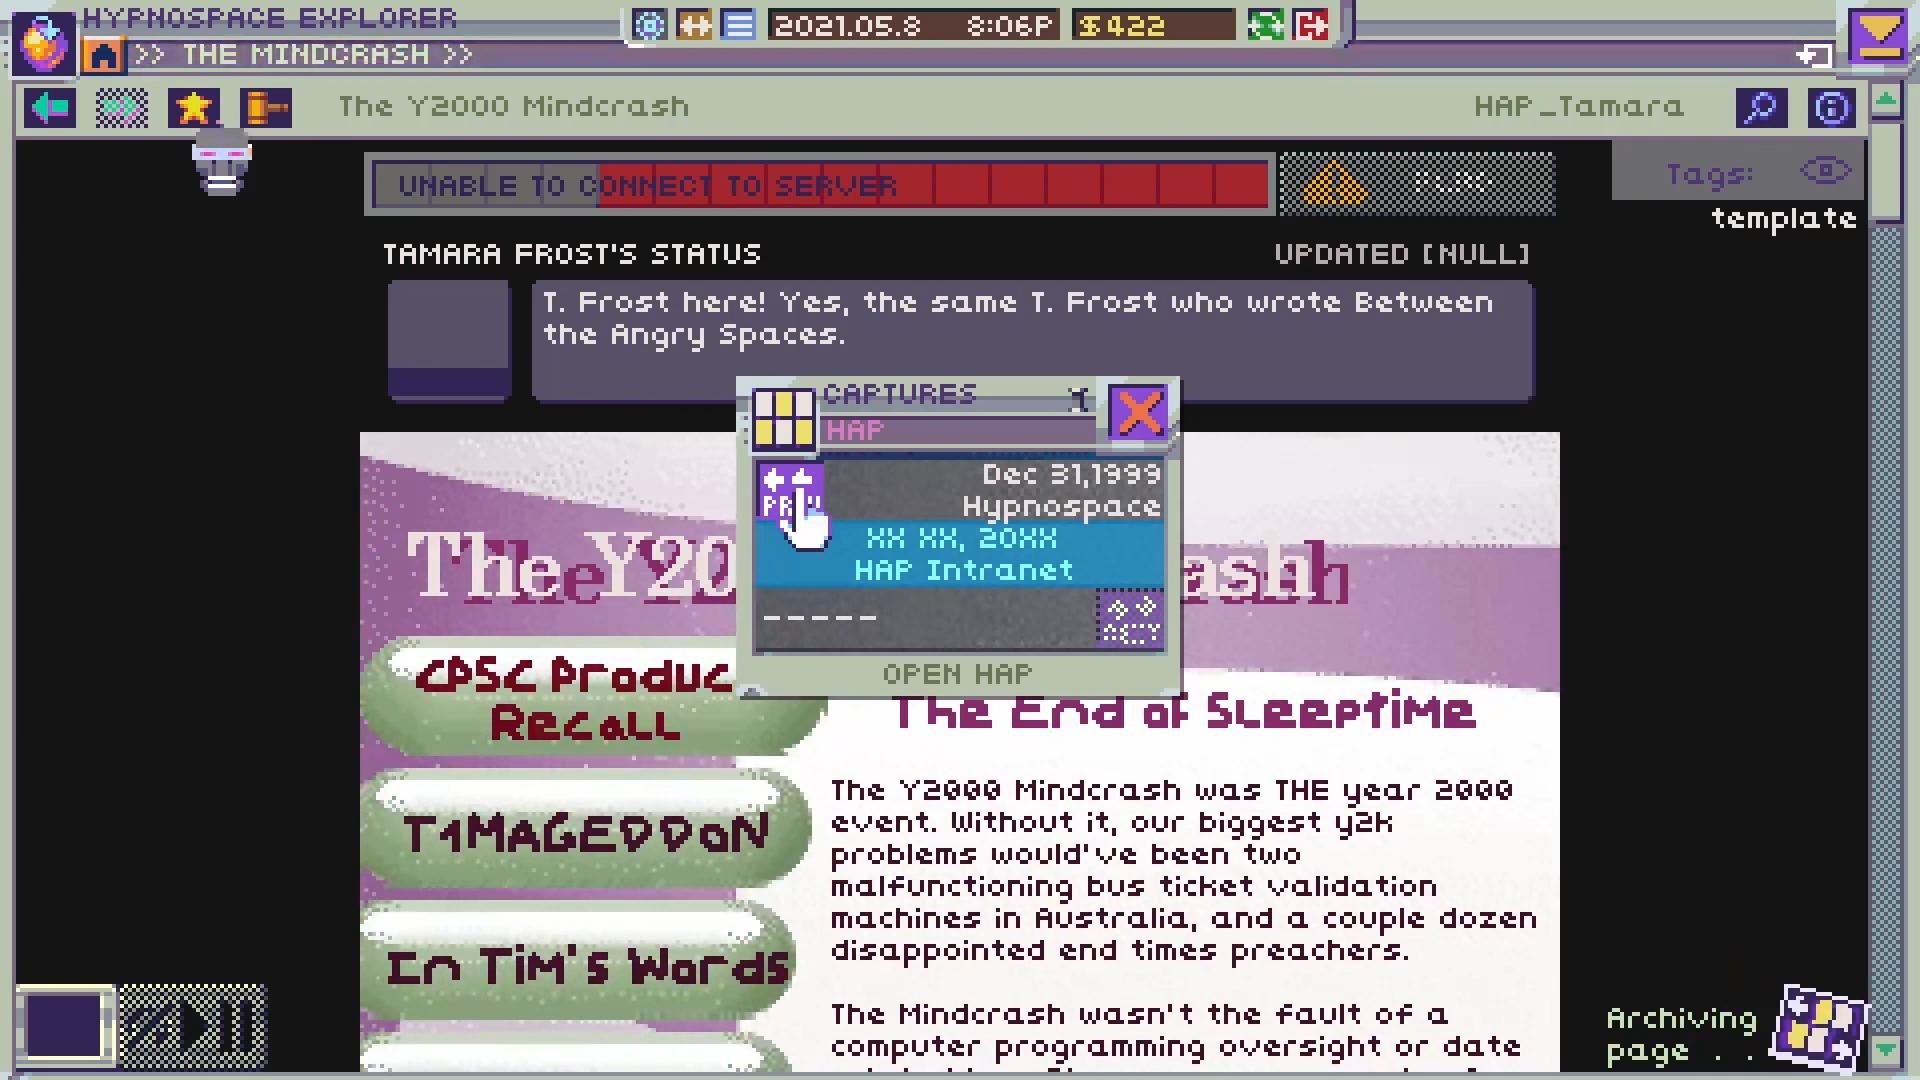 HYPNOSPACE EXPLORER
2021.05.8 8:06P
$422
>> THE MINDCRASH >>
The Y2000 Mindcrash
HAP_Tamara
UNABLE TO CONNECT TO SERVER
Tags:
template
TAMARA FROST'S STATUS
UPDATED [NULL]
T. Frost here! Yes, the same T. Frost who wrote Between
the Angry Spaces.
CAPTURES
HAP
Dec 31,1999
Hypnospace
XX XX, 20XX
HAP Intranet
-----
OPEN HAP
The Y20
ash
CPSC Produc
Recall
T1MAGEDDON
In Tim's Words
The End of Sleeptime
The Y2000 Mindcrash was THE year 2000
event. Without it, our biggest y2k
problems would've been two
malfunctioning bus ticket validation
machines in Australia, and a couple dozen
disappointed end times preachers.
The Mindcrash wasn't the fault of a
computer programming oversight or date
Archiving
page . .